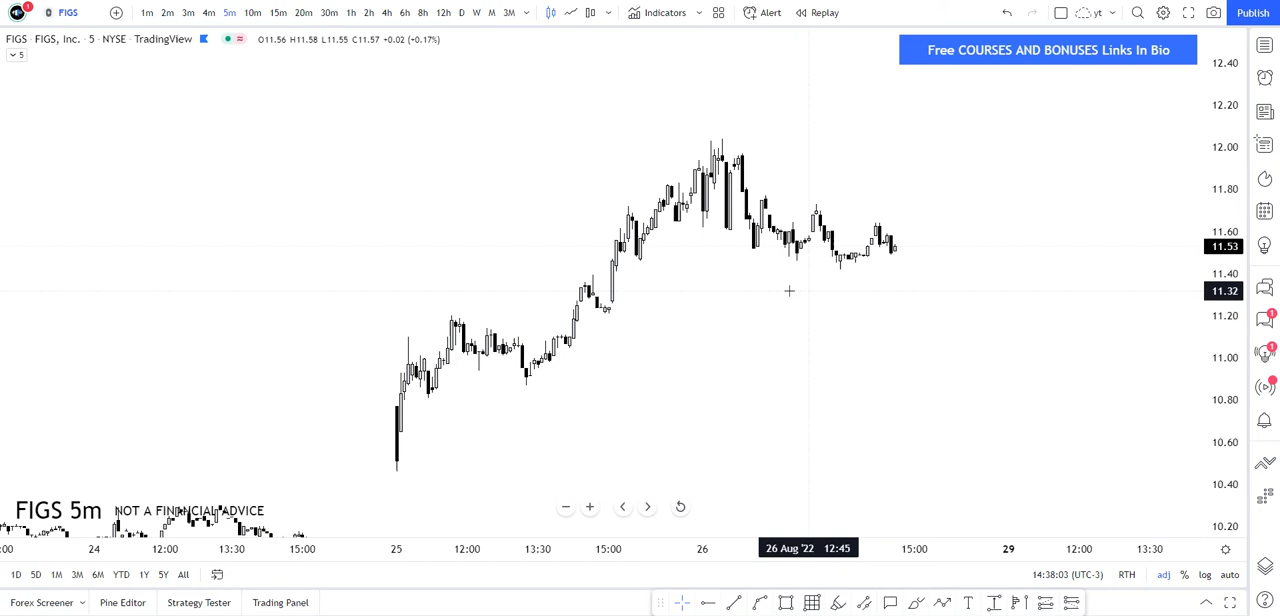 1 FIGS 1m 2m 3m 4m 5m 10m 15m 20m 30m 1h 2h 4h 6h 8h 12h D W M 3M Indicators Alert Replay yt Publish
FIGS · FIGS, Inc. · 5 · NYSE · TradingView O11.56 H11.58 L11.55 C11.57 +0.02 (+0.17%)
5
Free COURSES AND BONUSES Links In Bio
12.40
12.20
12.00
11.80
11.60
11.53
11.40
11.32
11.20
11.00
10.80
10.60
10.40
10.20
1
1
FIGS 5m NOT A FINANCIAL ADVICE
:00 24 12:00 13:30 15:00 25 12:00 13:30 15:00 26 26 Aug '22 12:45 15:00 29 12:00 13:30
1D 5D 1M 3M 6M YTD 1Y 5Y All 14:38:03 (UTC-3) RTH adj % log auto
Forex Screener Pine Editor Strategy Tester Trading Panel